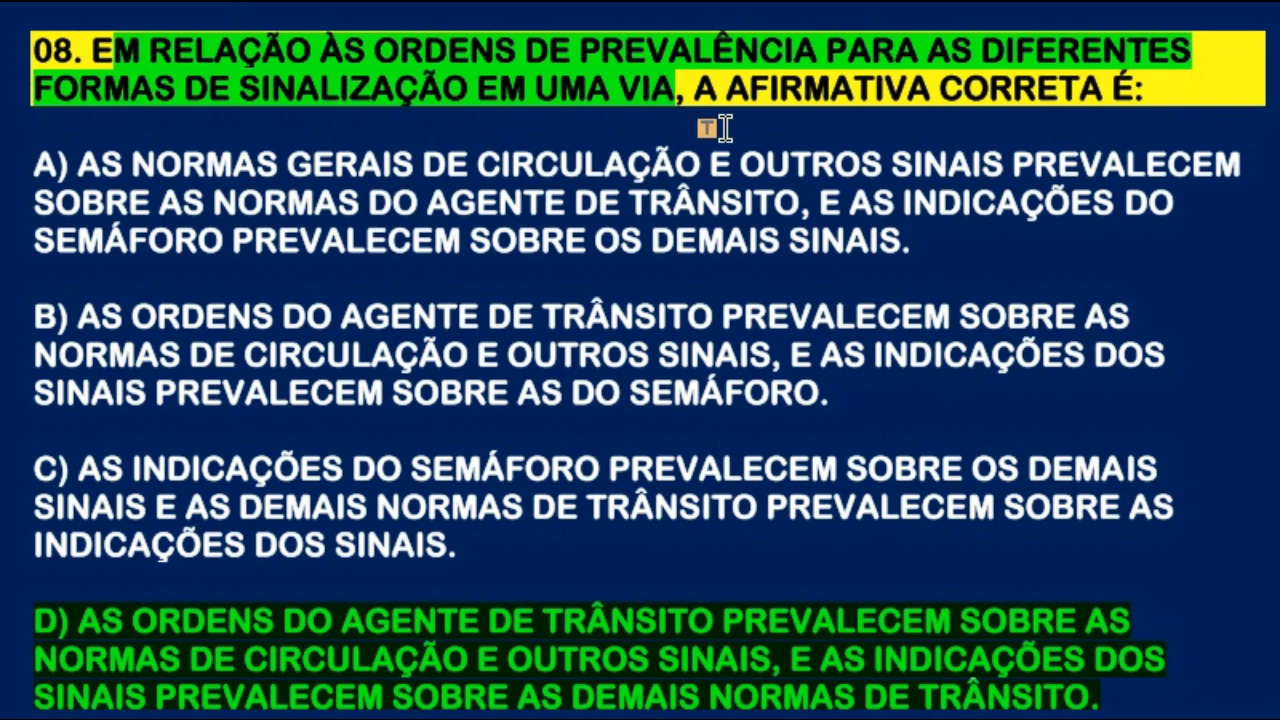 08. EM RELAÇÃO ÀS ORDENS DE PREVALÊNCIA PARA AS DIFERENTES
FORMAS DE SINALIZAÇÃO EM UMA VIA, A AFIRMATIVA CORRETA É:
T
A) AS NORMAS GERAIS DE CIRCULAÇÃO E OUTROS SINAIS PREVALECEM
SOBRE AS NORMAS DO AGENTE DE TRÂNSITO, E AS INDICAÇÕES DO
SEMÁFORO PREVALECEM SOBRE OS DEMAIS SINAIS.
B) AS ORDENS DO AGENTE DE TRÂNSITO PREVALECEM SOBRE AS
NORMAS DE CIRCULAÇÃO E OUTROS SINAIS, E AS INDICAÇÕES DOS
SINAIS PREVALECEM SOBRE AS DO SEMÁFORO.
C) AS INDICAÇÕES DO SEMÁFORO PREVALECEM SOBRE OS DEMAIS
SINAIS E AS DEMAIS NORMAS DE TRÂNSITO PREVALECEM SOBRE AS
INDICAÇÕES DOS SINAIS.
D) AS ORDENS DO AGENTE DE TRÂNSITO PREVALECEM SOBRE AS
NORMAS DE CIRCULAÇÃO E OUTROS SINAIS, E AS INDICAÇÕES DOS
SINAIS PREVALECEM SOBRE AS DEMAIS NORMAS DE TRÂNSITO.